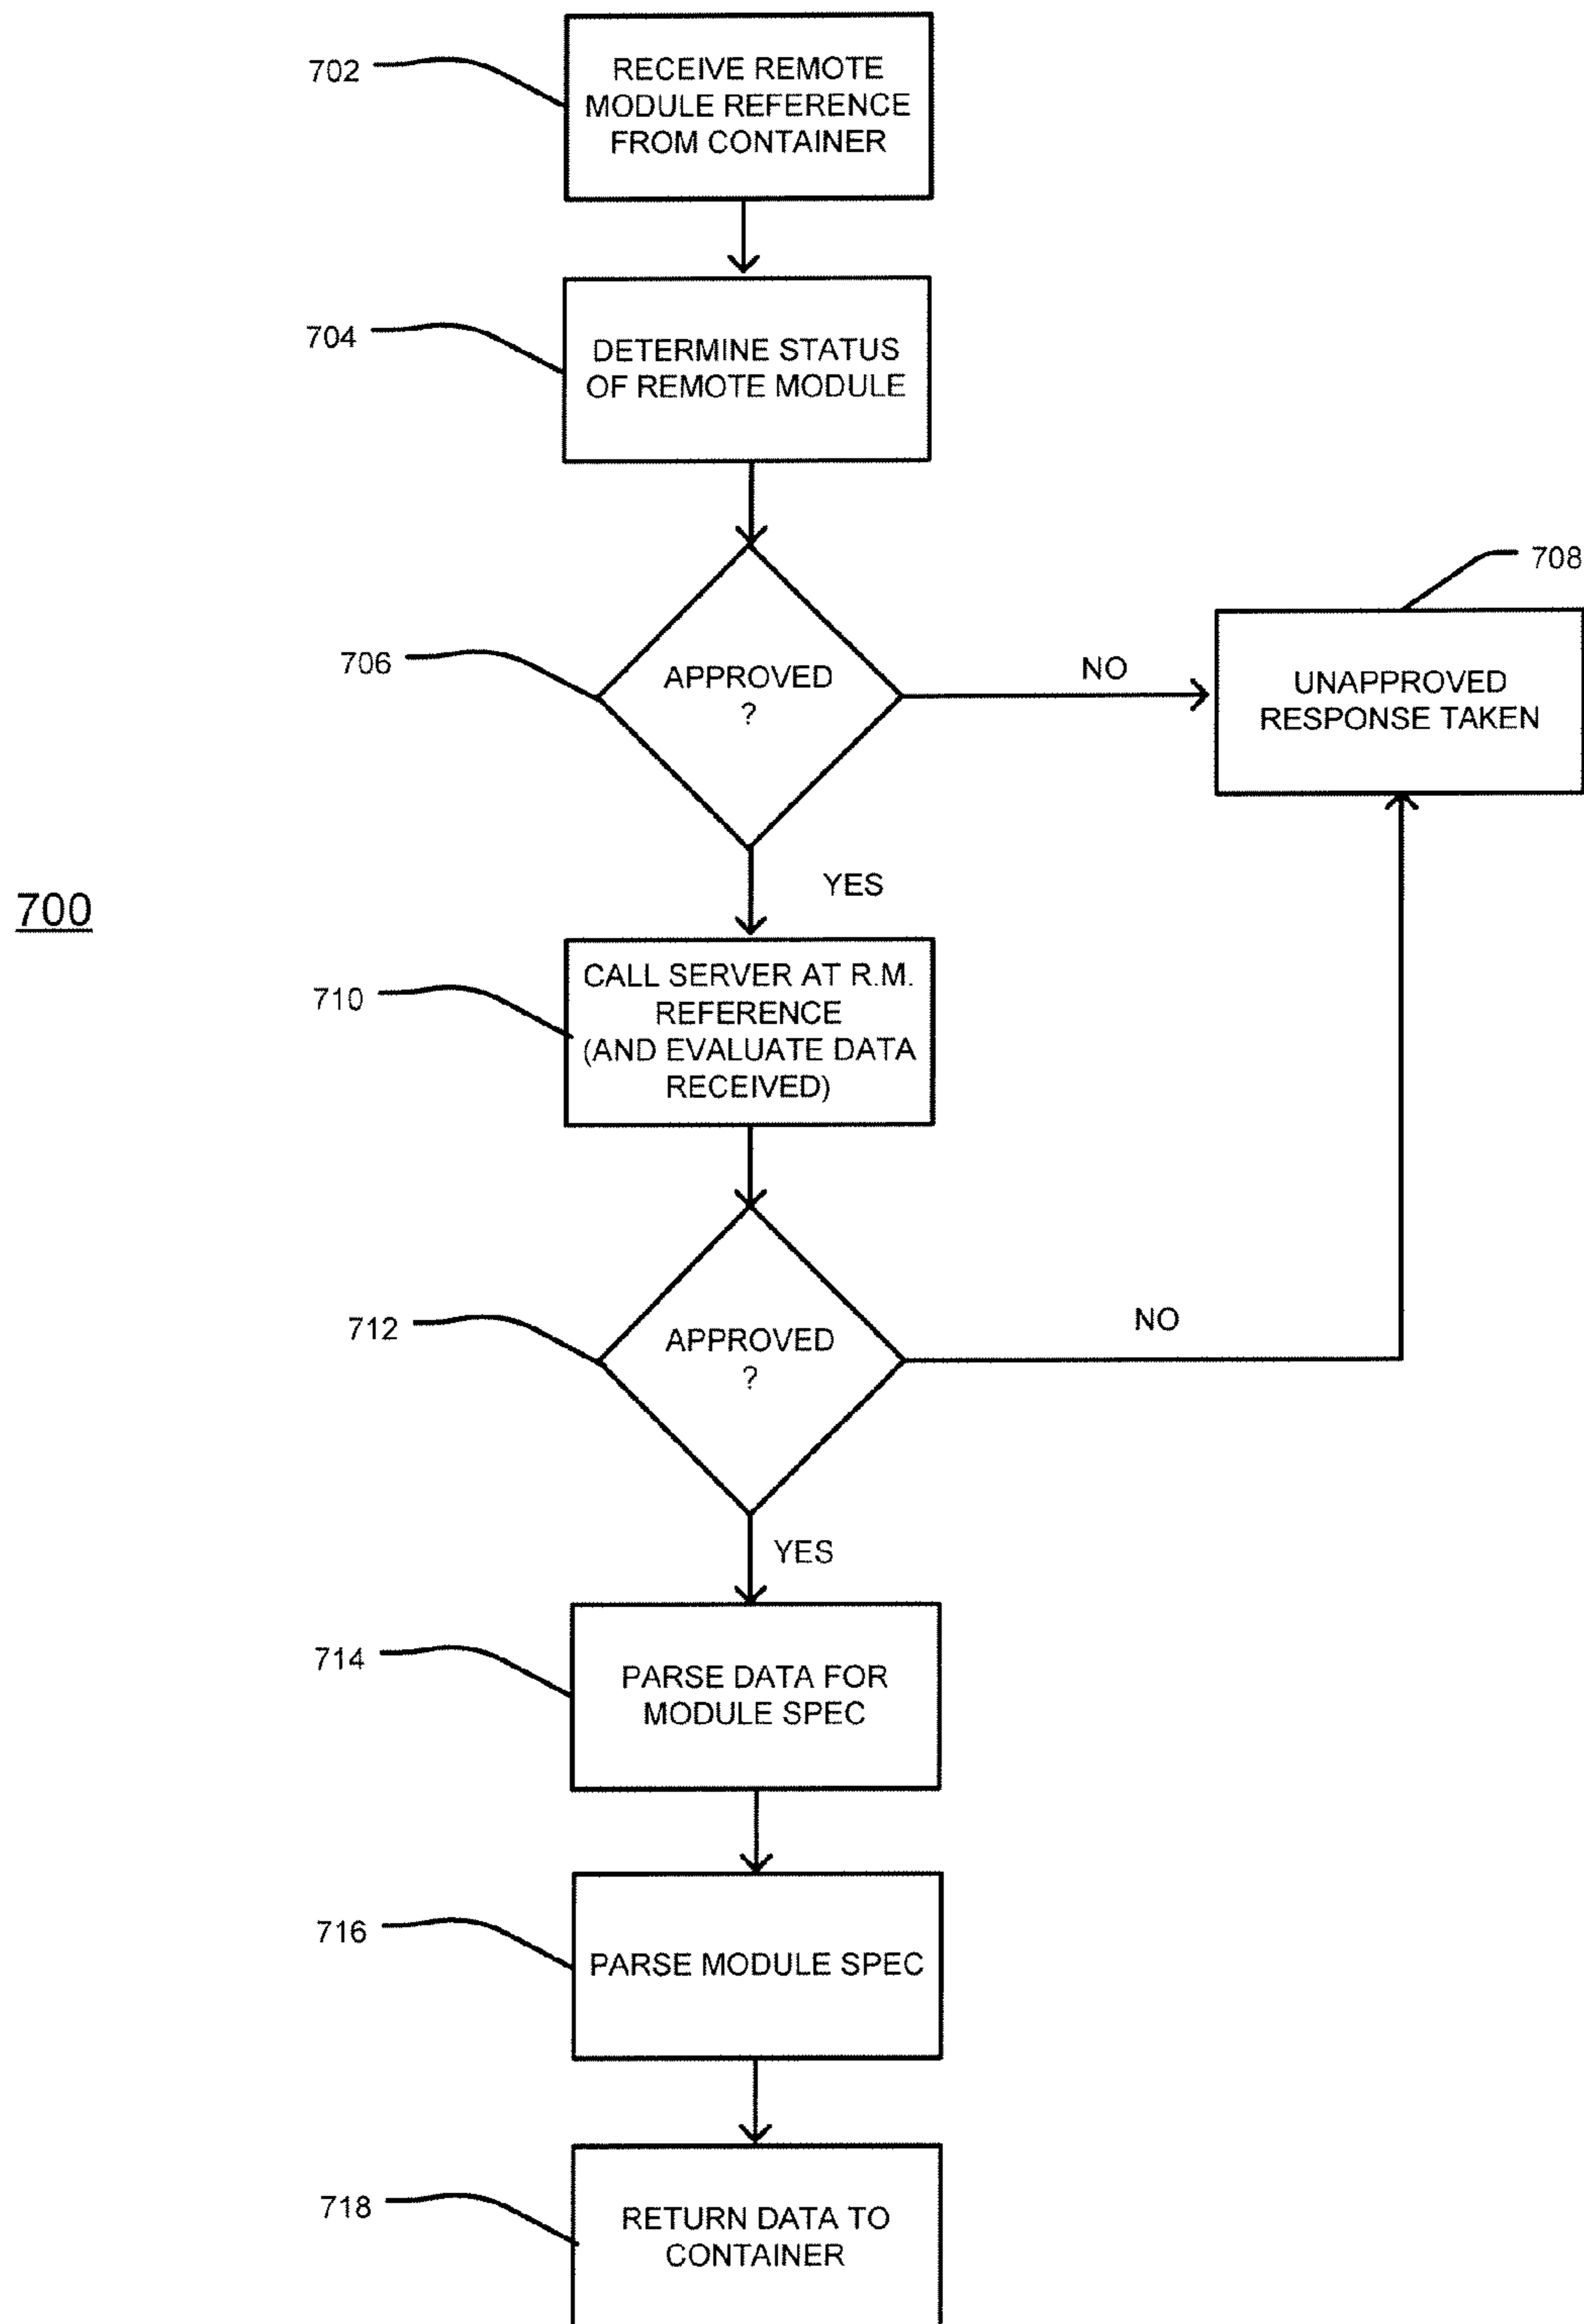 702
RECEIVE REMOTE
MODULE REFERENCE
FROM CONTAINER
704
DETERMINE STATUS
OF REMOTE MODULE
706
APPROVED
?
NO
708
UNAPPROVED
RESPONSE TAKEN
YES
700
710
CALL SERVER AT R.M.
REFERENCE
(AND EVALUATE DATA
RECEIVED)
712
APPROVED
?
NO
YES
714
PARSE DATA FOR
MODULE SPEC
716
PARSE MODULE SPEC
718
RETURN DATA TO
CONTAINER